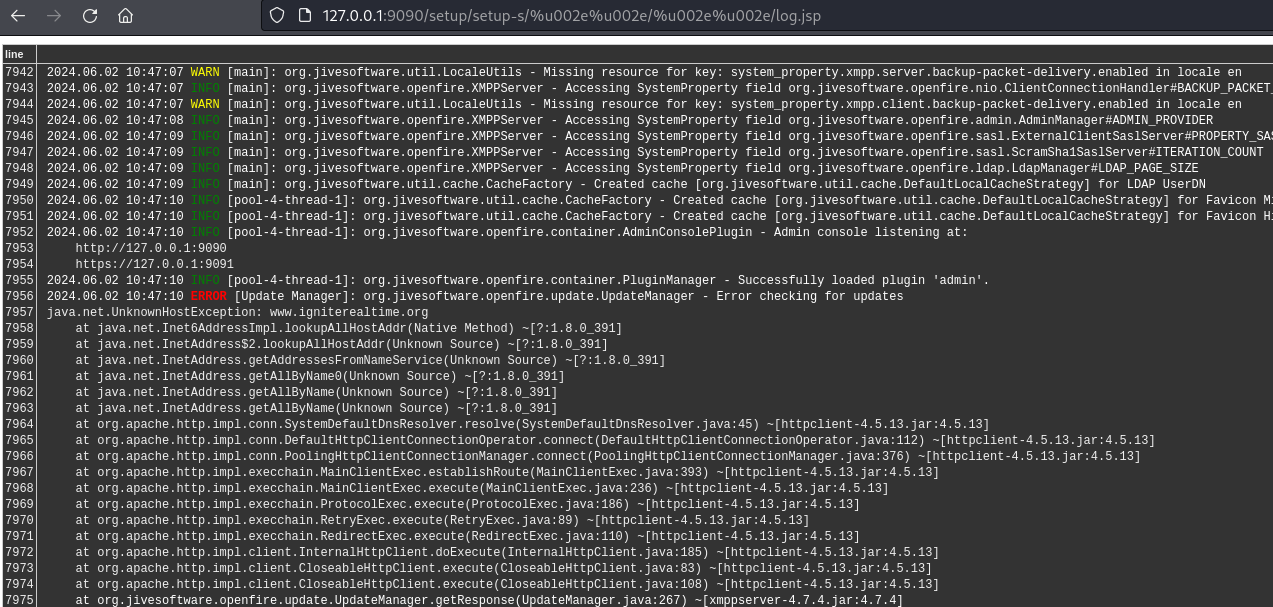 127.0.0.1:9090/setup/setup-s/%u002e%u002e/%u002e%u002e/log.jsp
line
7942 2024.06.02 10:47:07 WARN [main]: org.jivesoftware.util.LocaleUtils - Missing resource for key: system_property.xmpp.server.backup-packet-delivery.enabled in locale en
7943 2024.06.02 10:47:07 INFO [main]: org.jivesoftware.openfire.XMPPServer - Accessing SystemProperty field org.jivesoftware.openfire.nio.ClientConnectionHandler#BACKUP_PACKET_
7944 2024.06.02 10:47:07 WARN [main]: org.jivesoftware.util.LocaleUtils - Missing resource for key: system_property.xmpp.client.backup-packet-delivery.enabled in locale en
7945 2024.06.02 10:47:08 INFO [main]: org.jivesoftware.openfire.XMPPServer - Accessing SystemProperty field org.jivesoftware.openfire.admin.AdminManager#ADMIN_PROVIDER
7946 2024.06.02 10:47:09 INFO [main]: org.jivesoftware.openfire.XMPPServer - Accessing SystemProperty field org.jivesoftware.openfire.sasl.ExternalClientSaslServer#PROPERTY_SAS
7947 2024.06.02 10:47:09 INFO [main]: org.jivesoftware.openfire.XMPPServer - Accessing SystemProperty field org.jivesoftware.openfire.sasl.ScramSha1SaslServer#ITERATION_COUNT
7948 2024.06.02 10:47:09 INFO [main]: org.jivesoftware.openfire.XMPPServer - Accessing SystemProperty field org.jivesoftware.openfire.ldap.LdapManager#LDAP_PAGE_SIZE
7949 2024.06.02 10:47:09 INFO [main]: org.jivesoftware.util.cache.CacheFactory - Created cache [org.jivesoftware.util.cache.DefaultLocalCacheStrategy] for LDAP UserDN
7950 2024.06.02 10:47:10 INFO [pool-4-thread-1]: org.jivesoftware.util.cache.CacheFactory - Created cache [org.jivesoftware.util.cache.DefaultLocalCacheStrategy] for Favicon Mi
7951 2024.06.02 10:47:10 INFO [pool-4-thread-1]: org.jivesoftware.util.cache.CacheFactory - Created cache [org.jivesoftware.util.cache.DefaultLocalCacheStrategy] for Favicon Hi
7952 2024.06.02 10:47:10 INFO [pool-4-thread-1]: org.jivesoftware.openfire.container.AdminConsolePlugin - Admin console listening at:
7953 http://127.0.0.1:9090
7954 https://127.0.0.1:9091
7955 2024.06.02 10:47:10 INFO [pool-4-thread-1]: org.jivesoftware.openfire.container.PluginManager - Successfully loaded plugin 'admin'.
7956 2024.06.02 10:47:10 ERROR [Update Manager]: org.jivesoftware.openfire.update.UpdateManager - Error checking for updates
7957 java.net.UnknownHostException: www.igniterealtime.org
7958 at java.net.Inet6AddressImpl.lookupAllHostAddr(Native Method) ~[?:1.8.0_391]
7959 at java.net.InetAddress$2.lookupAllHostAddr(Unknown Source) ~[?:1.8.0_391]
7960 at java.net.InetAddress.getAddressesFromNameService(Unknown Source) ~[?:1.8.0_391]
7961 at java.net.InetAddress.getAllByName0(Unknown Source) ~[?:1.8.0_391]
7962 at java.net.InetAddress.getAllByName(Unknown Source) ~[?:1.8.0_391]
7963 at java.net.InetAddress.getAllByName(Unknown Source) ~[?:1.8.0_391]
7964 at org.apache.http.impl.conn.SystemDefaultDnsResolver.resolve(SystemDefaultDnsResolver.java:45) ~[httpclient-4.5.13.jar:4.5.13]
7965 at org.apache.http.impl.conn.DefaultHttpClientConnectionOperator.connect(DefaultHttpClientConnectionOperator.java:112) ~[httpclient-4.5.13.jar:4.5.13]
7966 at org.apache.http.impl.conn.PoolingHttpClientConnectionManager.connect(PoolingHttpClientConnectionManager.java:376) ~[httpclient-4.5.13.jar:4.5.13]
7967 at org.apache.http.impl.execchain.MainClientExec.establishRoute(MainClientExec.java:393) ~[httpclient-4.5.13.jar:4.5.13]
7968 at org.apache.http.impl.execchain.MainClientExec.execute(MainClientExec.java:236) ~[httpclient-4.5.13.jar:4.5.13]
7969 at org.apache.http.impl.execchain.ProtocolExec.execute(ProtocolExec.java:186) ~[httpclient-4.5.13.jar:4.5.13]
7970 at org.apache.http.impl.execchain.RetryExec.execute(RetryExec.java:89) ~[httpclient-4.5.13.jar:4.5.13]
7971 at org.apache.http.impl.execchain.RedirectExec.execute(RedirectExec.java:110) ~[httpclient-4.5.13.jar:4.5.13]
7972 at org.apache.http.impl.client.InternalHttpClient.doExecute(InternalHttpClient.java:185) ~[httpclient-4.5.13.jar:4.5.13]
7973 at org.apache.http.impl.client.CloseableHttpClient.execute(CloseableHttpClient.java:83) ~[httpclient-4.5.13.jar:4.5.13]
7974 at org.apache.http.impl.client.CloseableHttpClient.execute(CloseableHttpClient.java:108) ~[httpclient-4.5.13.jar:4.5.13]
7975 at org.jivesoftware.openfire.update.UpdateManager.getResponse(UpdateManager.java:267) ~[xmppserver-4.7.4.jar:4.7.4]